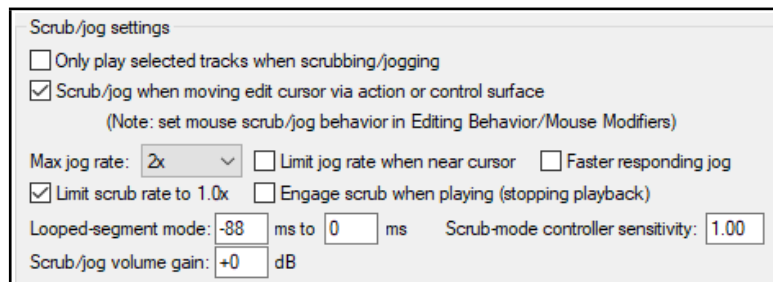 Scrub/jog settings
Only play selected tracks when scrubbing/jogging
Scrub/jog when moving edit cursor via action or control surface
(Note: set mouse scrub/jog behavior in Editing Behavior/Mouse Modifiers)
Max jog rate: 2x Limit jog rate when near cursor Faster responding jog
Limit scrub rate to 1.0x Engage scrub when playing (stopping playback)
Looped-segment mode: -88 ms to 0 ms Scrub-mode controller sensitivity: 1.00
Scrub/jog volume gain: +0 dB